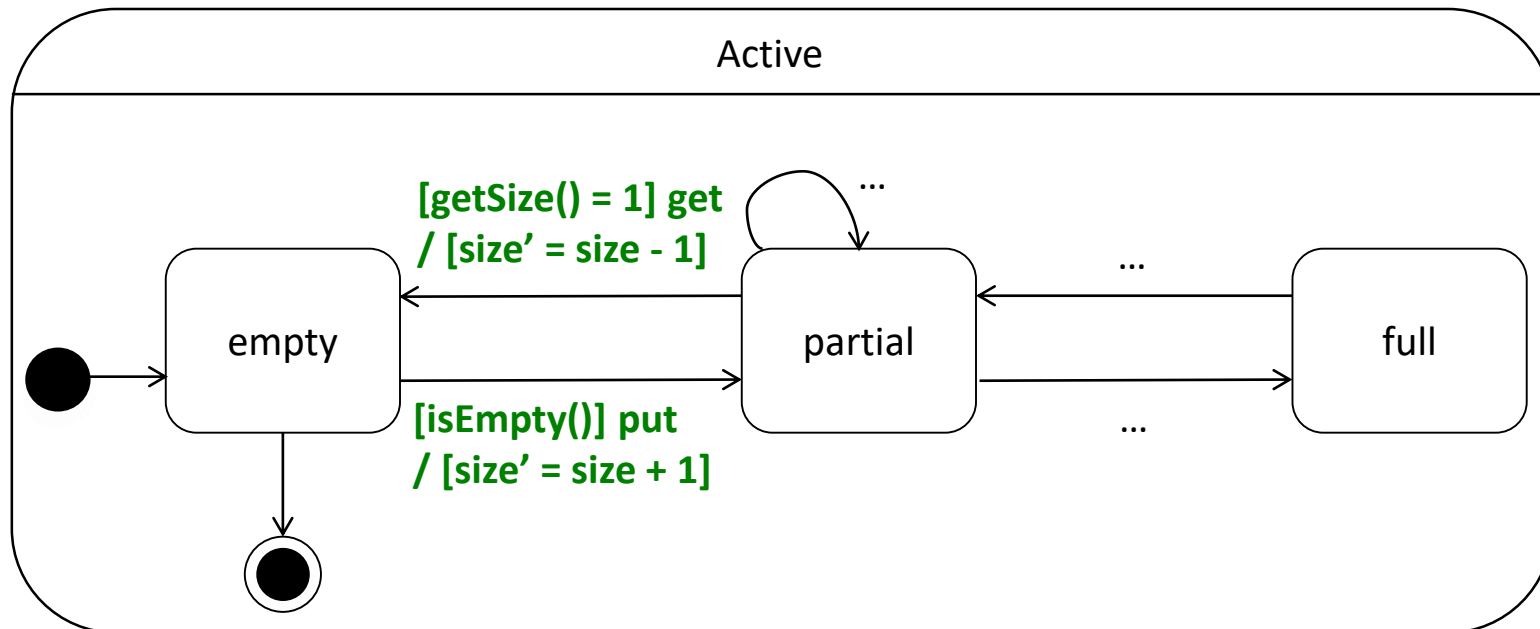 Active
[getSize() = 1] get
/ [size’ = size - 1]
...
...
empty
partial
full
[isEmpty()] put
/ [size’ = size + 1]
...